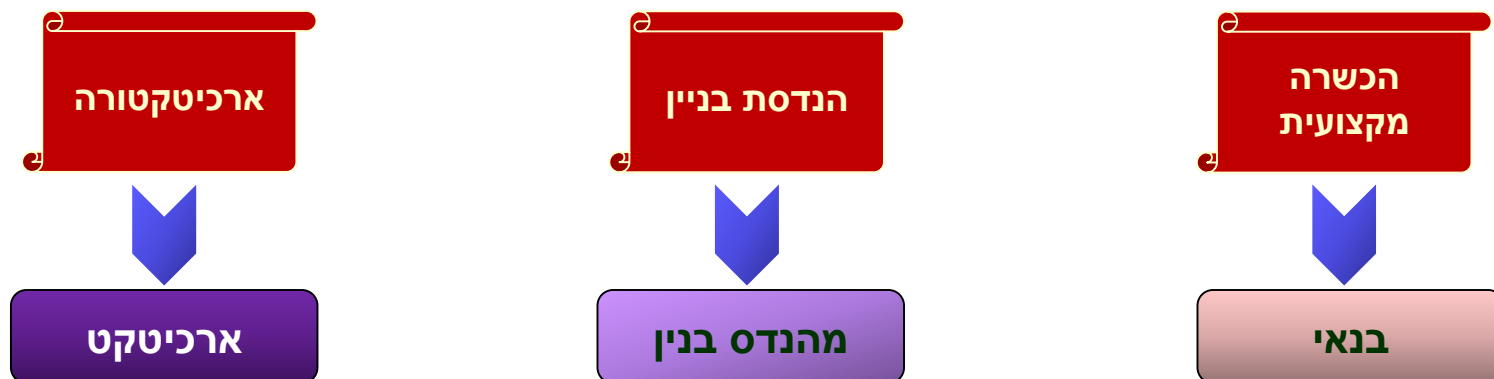 הכשרה
מקצועית
הנדסת בניין
ארכיטקטורה
בנאי
מהנדס בנין
ארכיטקט